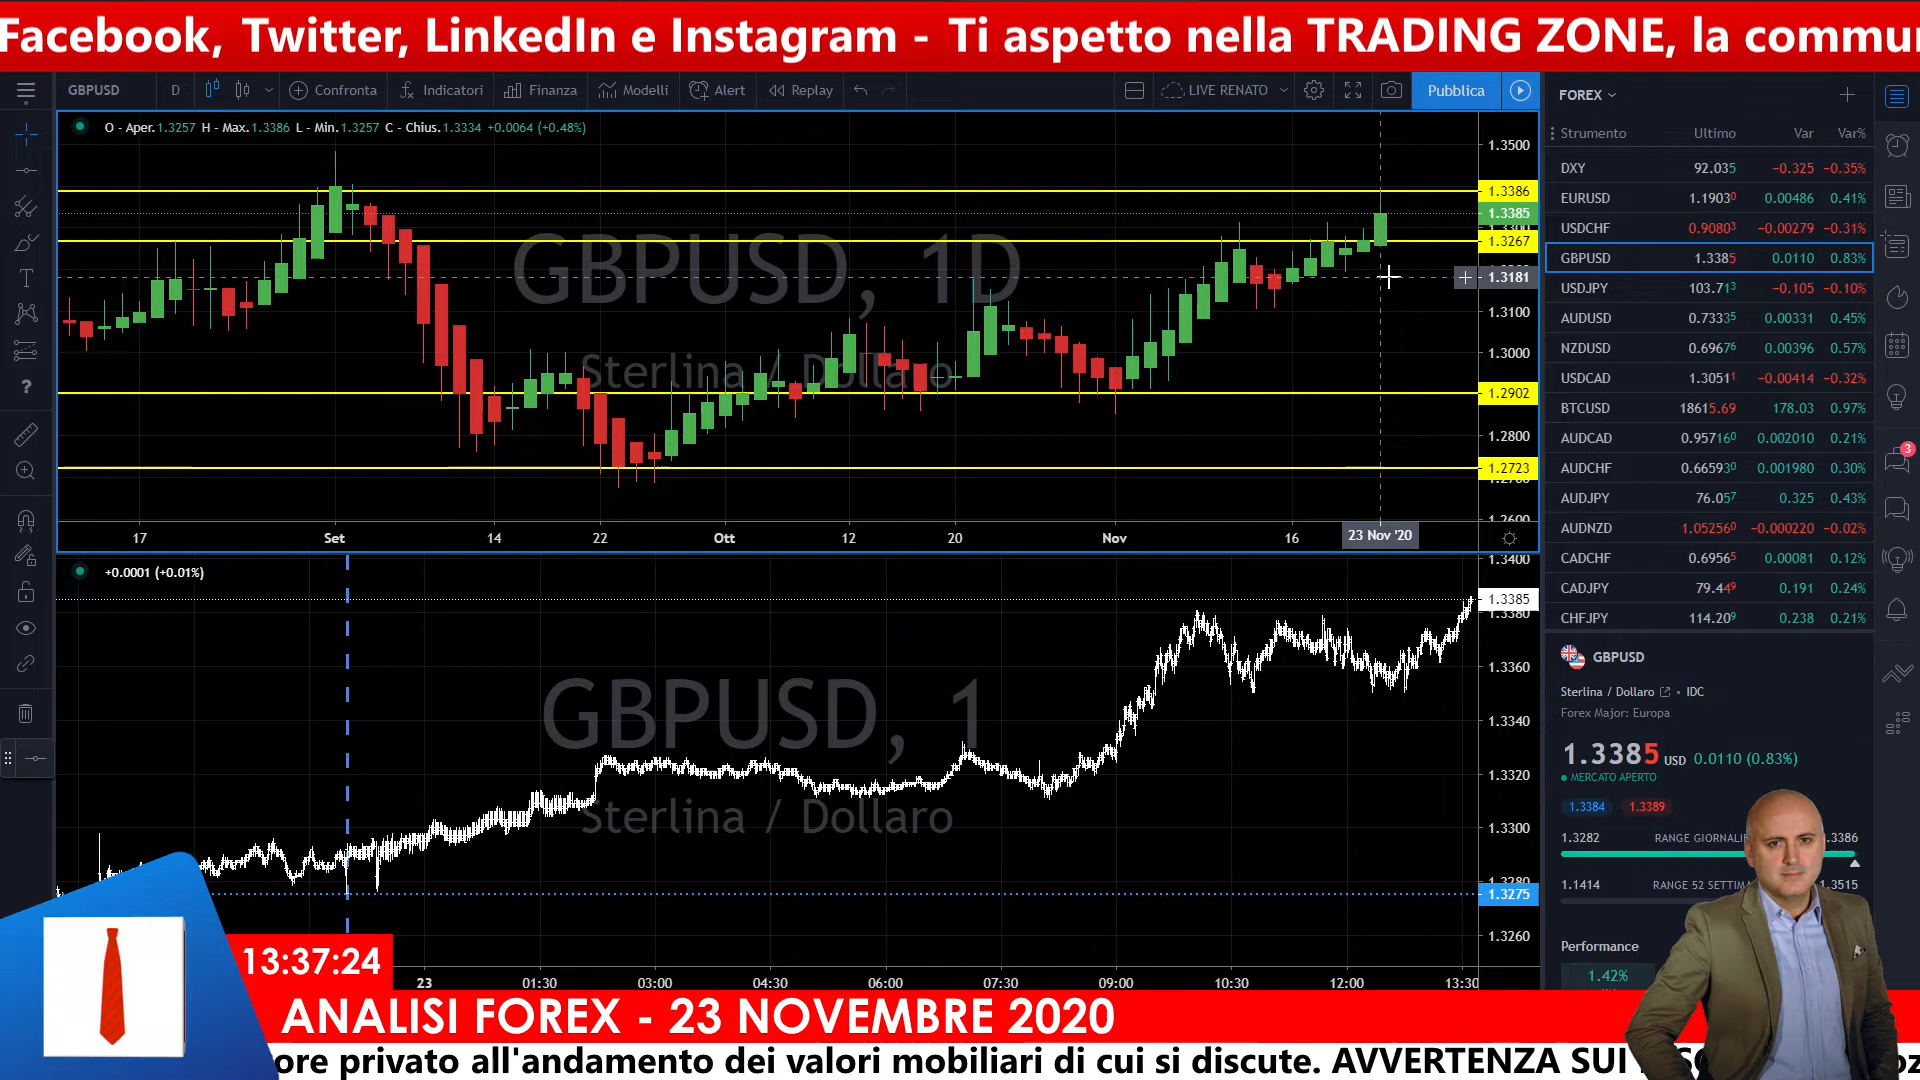 Facebook, Twitter, LinkedIn e Instagram - Ti aspetto nella TRADING ZONE, la
GBPUSD D Confronta Indicatori Finanza Modelli Alert Replay LIVE RENATO Pubblica
O - Aper.1.3257 H - Max.1.3386 L - Min.1.3257 C - Chius.1.3334 +0.0064 (+0.48%)
GBPUSD, 1D
Sterlina / Dollaro
1.3500
1.3386
1.3385
1.3267
1.3181
1.3100
1.3000
1.2902
1.2800
1.2723
17 Set 14 22 Ott 12 20 Nov 16 23 Nov '20
+0.0001 (+0.01%)
GBPUSD, 1
Sterlina / Dollaro
1.3400
1.3385
1.3380
1.3360
1.3340
1.3320
1.3300
1.3280
1.3275
1.3260
23 01:30 03:00 04:30 06:00 07:30 09:00 10:30 12:00 13:30
FOREX
Strumento Ultimo Var Var%
DXY 92.035 −0.325 −0.35%
EURUSD 1.19030 0.00486 0.41%
USDCHF 0.90803 −0.00279 −0.31%
GBPUSD 1.3385 0.0110 0.83%
USDJPY 103.713 −0.105 −0.10%
AUDUSD 0.73335 0.00331 0.45%
NZDUSD 0.69676 0.00396 0.57%
USDCAD 1.30511 −0.00414 −0.32%
BTCUSD 18615.69 178.03 0.97%
AUDCAD 0.957160 0.002010 0.21%
AUDCHF 0.665930 0.001980 0.30%
AUDJPY 76.057 0.325 0.43%
AUDNZD 1.052560 −0.000220 −0.02%
CADCHF 0.69565 0.00081 0.12%
CADJPY 79.449 0.191 0.24%
CHFJPY 114.209 0.238 0.21%
3
GBPUSD
Sterlina / Dollaro • IDC
Forex Major: Europa
1.3385 USD 0.0110 (0.83%)
MERCATO APERTO
1.3384 1.3389
1.3282 RANGE 1.3386
1.1414 RANGE 52 1.3515
Performance
1.42%
13:37:24
ANALISI FOREX - 23 NOVEMBRE 2020
privato all'andamento dei valori mobiliari di cui si discute. AVVERTENZA SUI